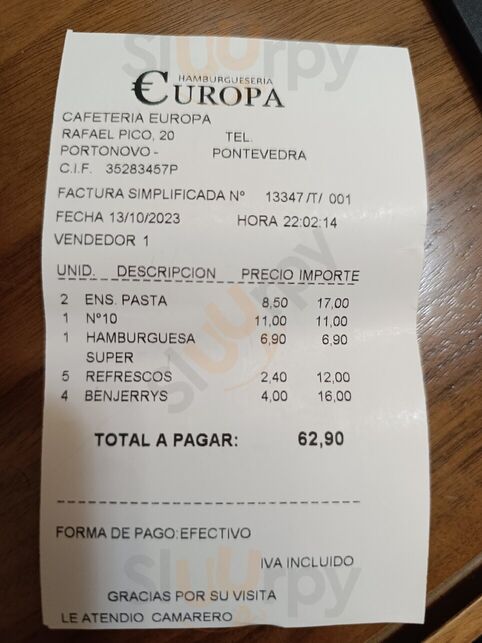 HAMBURGUESERIA
€UROPA
CAFETERIA EUROPA
RAFAEL PICO, 20 TEL.
PORTONOVO - PONTEVEDRA
C.I.F. 35283457P
FACTURA SIMPLIFICADA Nº 13347 /T/ 001
FECHA 13/10/2023 HORA 22:02:14
VENDEDOR 1
UNID. DESCRIPCION PRECIO IMPORTE
2 ENS. PASTA 8,50 17,00
1 Nº10 11,00 11,00
1 HAMBURGUESA 6,90 6,90
SUPER
5 REFRESCOS 2,40 12,00
4 BENJERRYS 4,00 16,00
TOTAL A PAGAR: 62,90
FORMA DE PAGO:EFECTIVO
IVA INCLUIDO
GRACIAS POR SU VISITA
LE ATENDIO CAMARERO
sluurpy
sluurpy
sluurpy